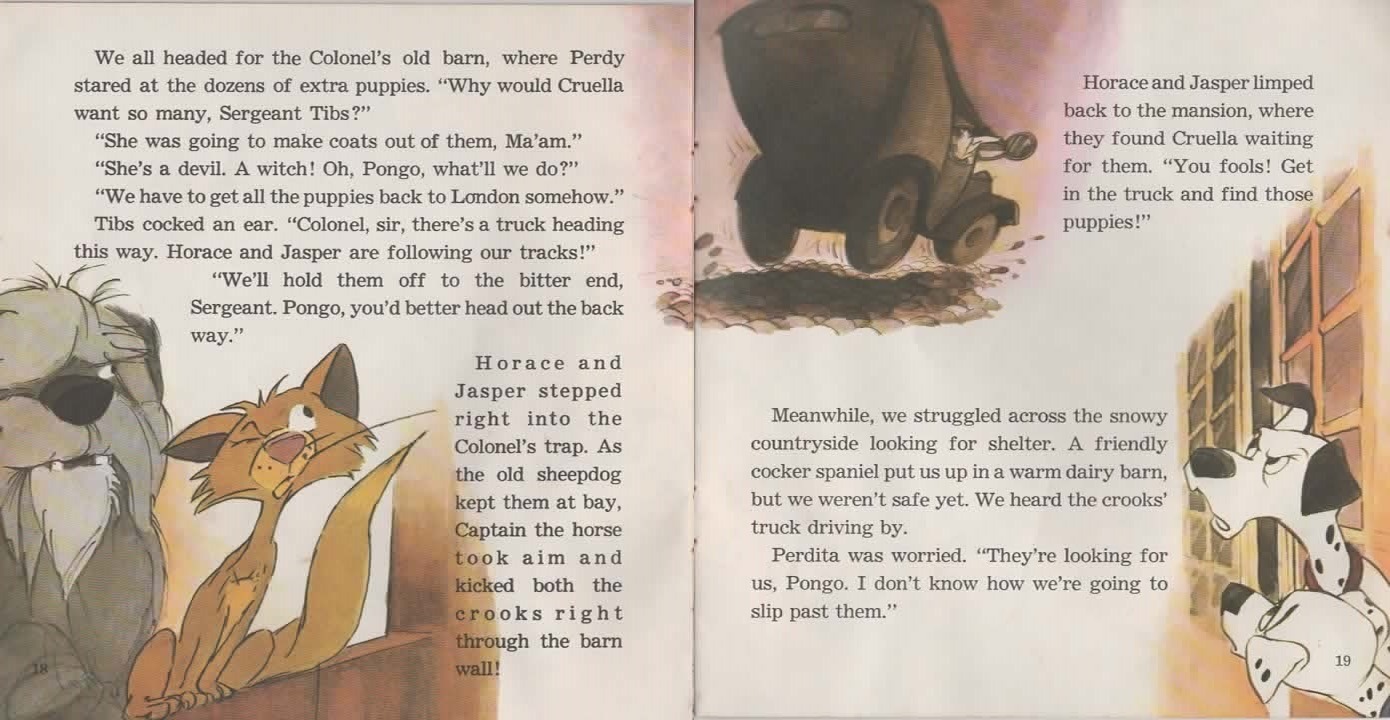 We all headed for the Colonel's old barn, where Perdy
stared at the dozens of extra puppies. “Why would Cruella
want so many, Sergeant Tibs?”
“She was going to make coats out of them, Ma'am.”
“She's a devil. A witch! Oh, Pongo, what'll we do?”
“We have to get all the puppies back to London somehow.”
Tibs cocked an ear. “Colonel, sir, there's a truck heading
this way. Horace and Jasper are following our tracks!”
“We'll hold them off to the bitter end,
Sergeant. Pongo, you'd better head out the back
way.”
Horace and
Jasper stepped
right into the
Colonel's trap. As
the old sheepdog
kept them at bay,
Captain the horse
took aim and
kicked both the
crooks right
through the barn
wall!
18
Horace and Jasper limped
back to the mansion, where
they found Cruella waiting
for them. “You fools! Get
in the truck and find those
puppies!”
Meanwhile, we struggled across the snowy
countryside looking for shelter. A friendly
cocker spaniel put us up in a warm dairy barn,
but we weren't safe yet. We heard the crooks'
truck driving by.
Perdita was worried. “They're looking for
us, Pongo. I don't know how we're going to
slip past them.”
19